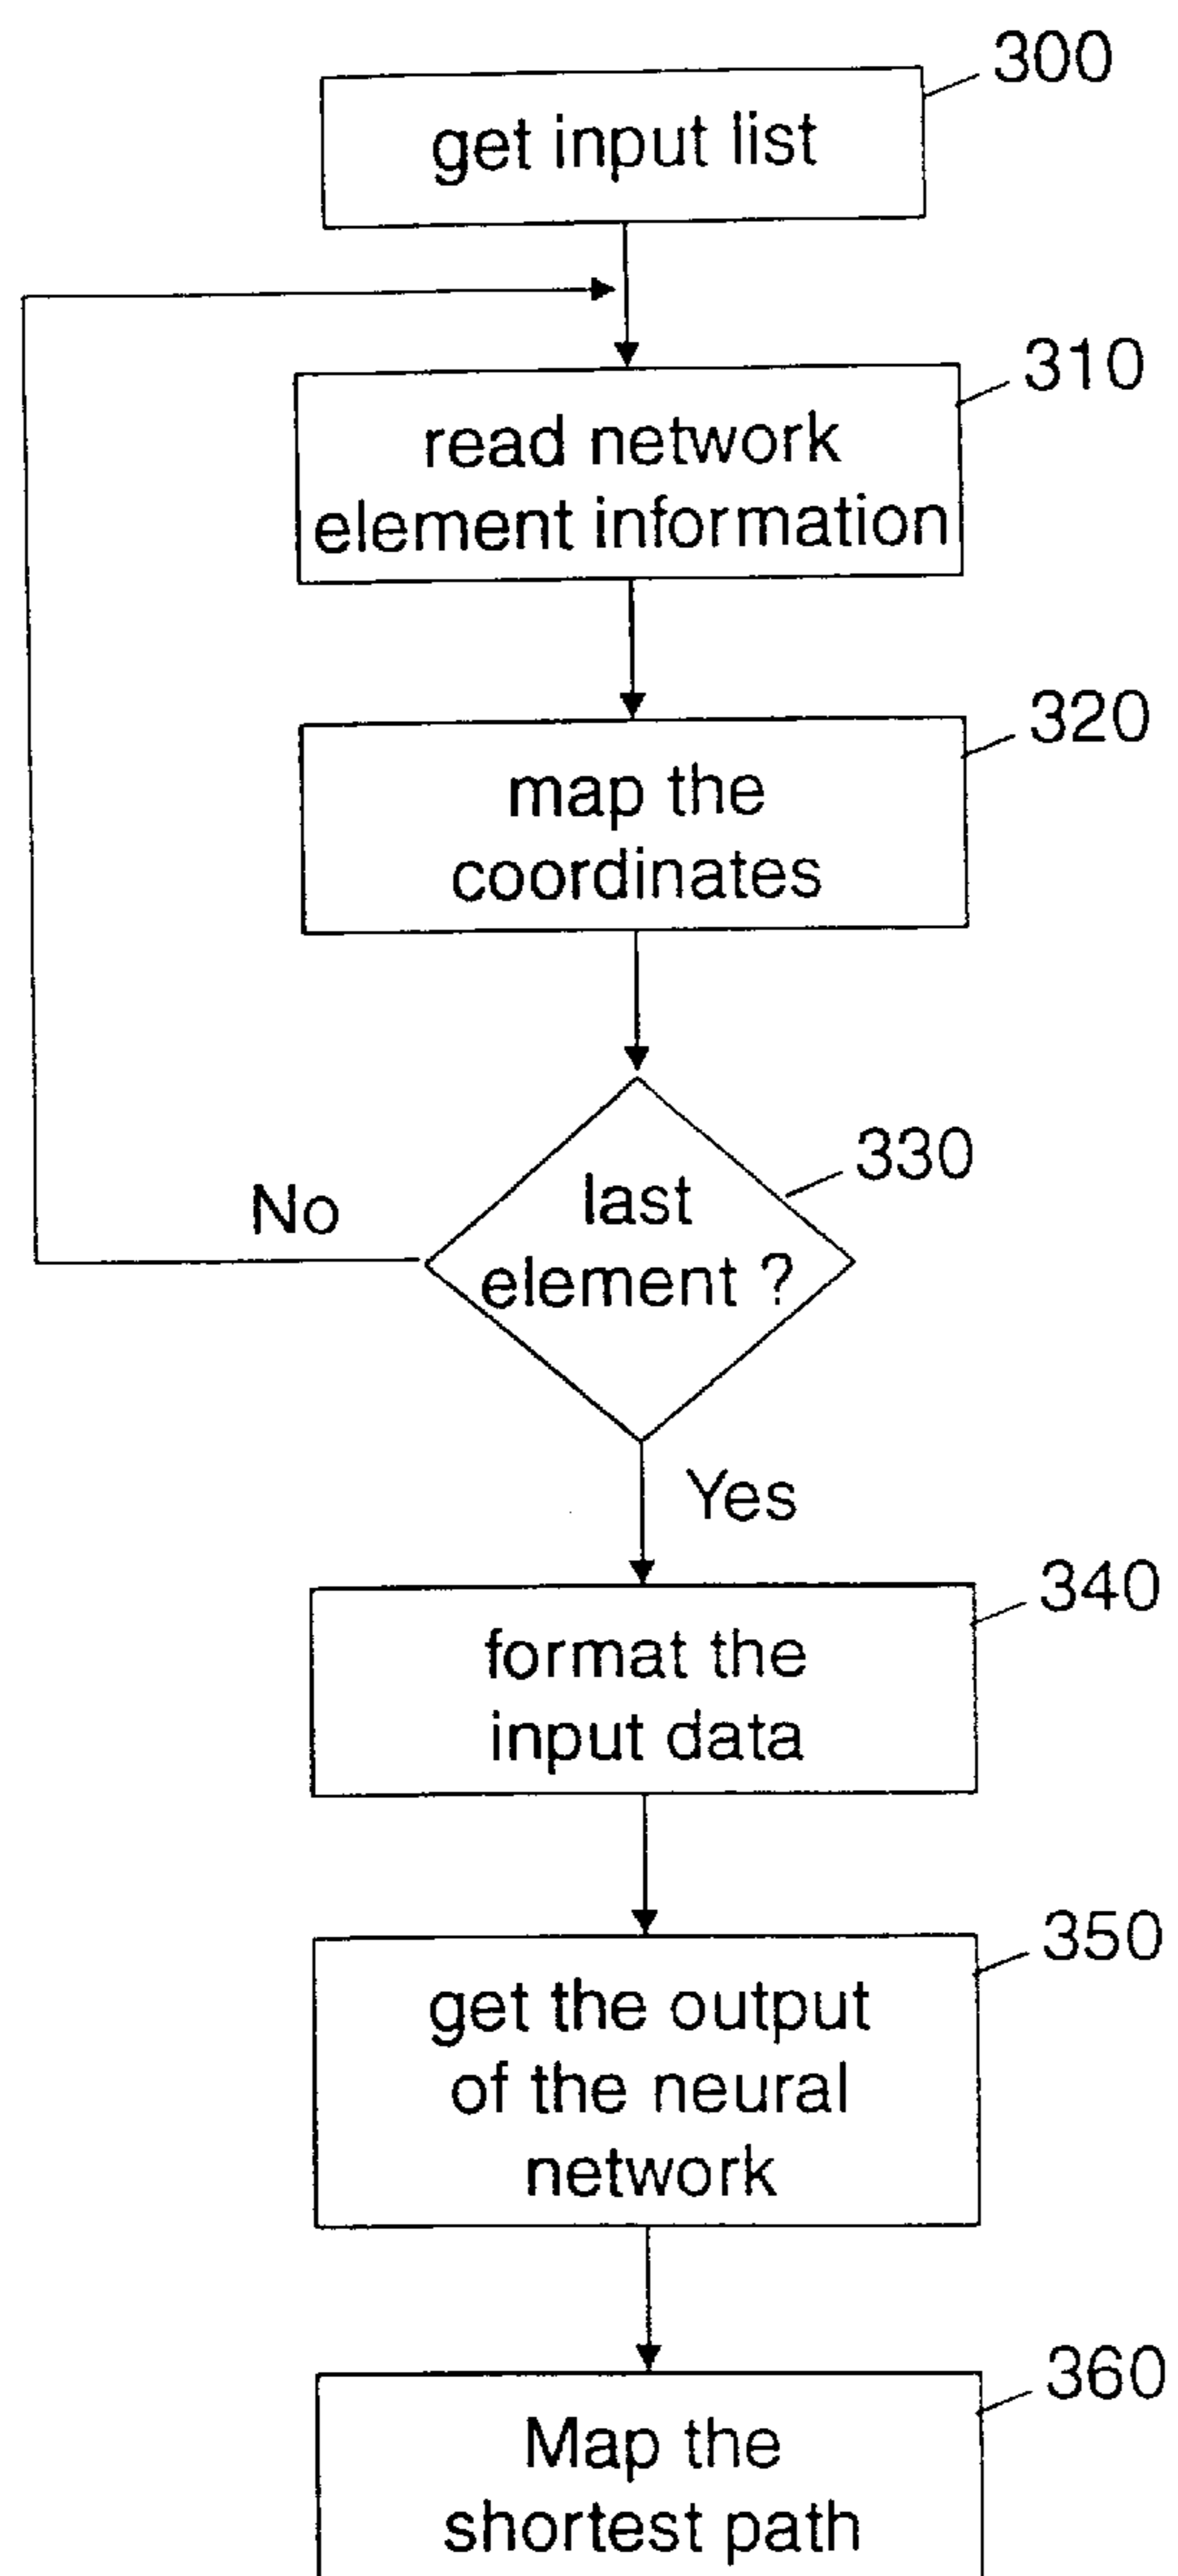 300
get input list
310
read network
element information
320
map the
coordinates
330
last
element ?
No
Yes
340
format the
input data
350
get the output
of the neural
network
360
Map the
shortest path